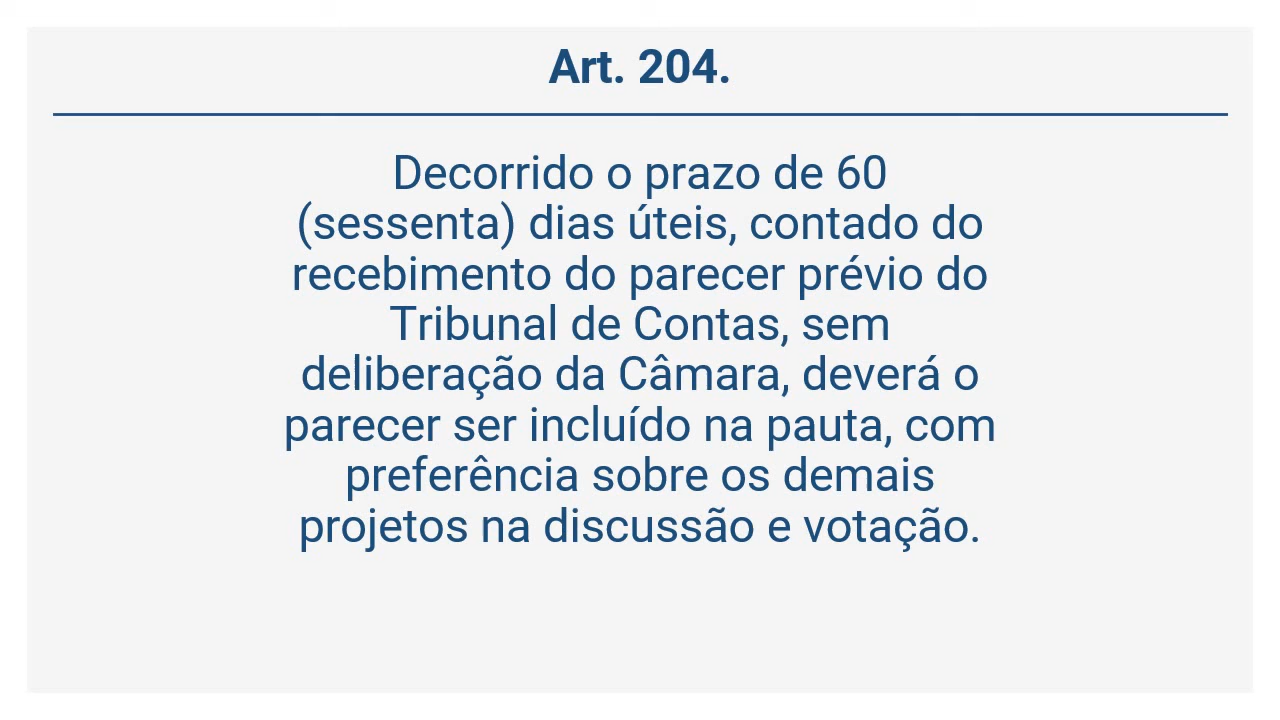 Art. 204.
Decorrido o prazo de 60
(sessenta) dias úteis, contado do
recebimento do parecer prévio do
Tribunal de Contas, sem
deliberação da Câmara, deverá o
parecer ser incluído na pauta, com
preferência sobre os demais
projetos na discussão e votação.